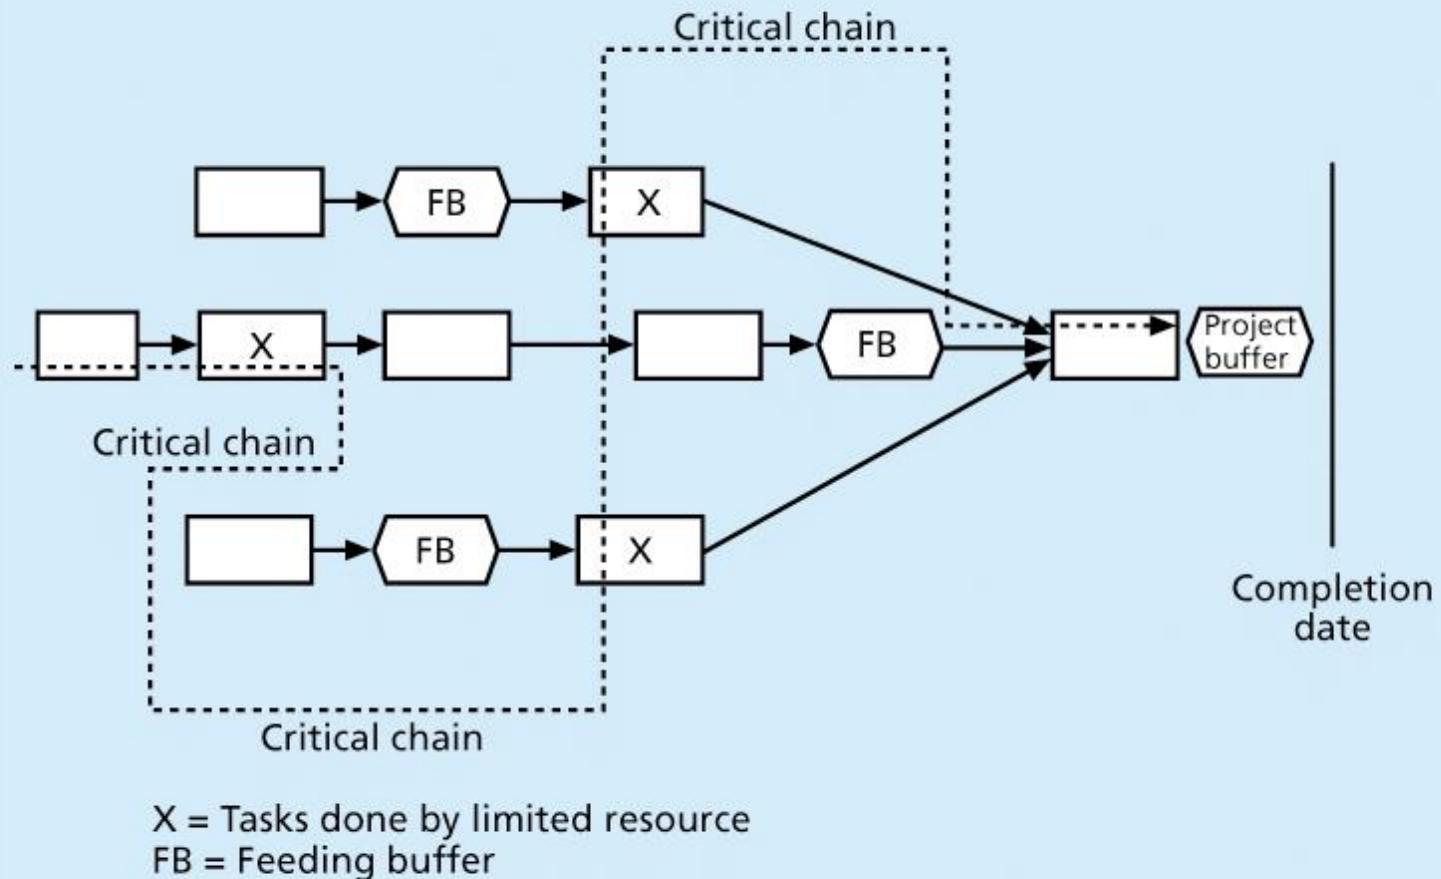 Critical chain
FB
X
X
FB
Project
buffer
Critical chain
FB
X
Completion
date
Critical chain
X = Tasks done by limited resource
FB = Feeding buffer